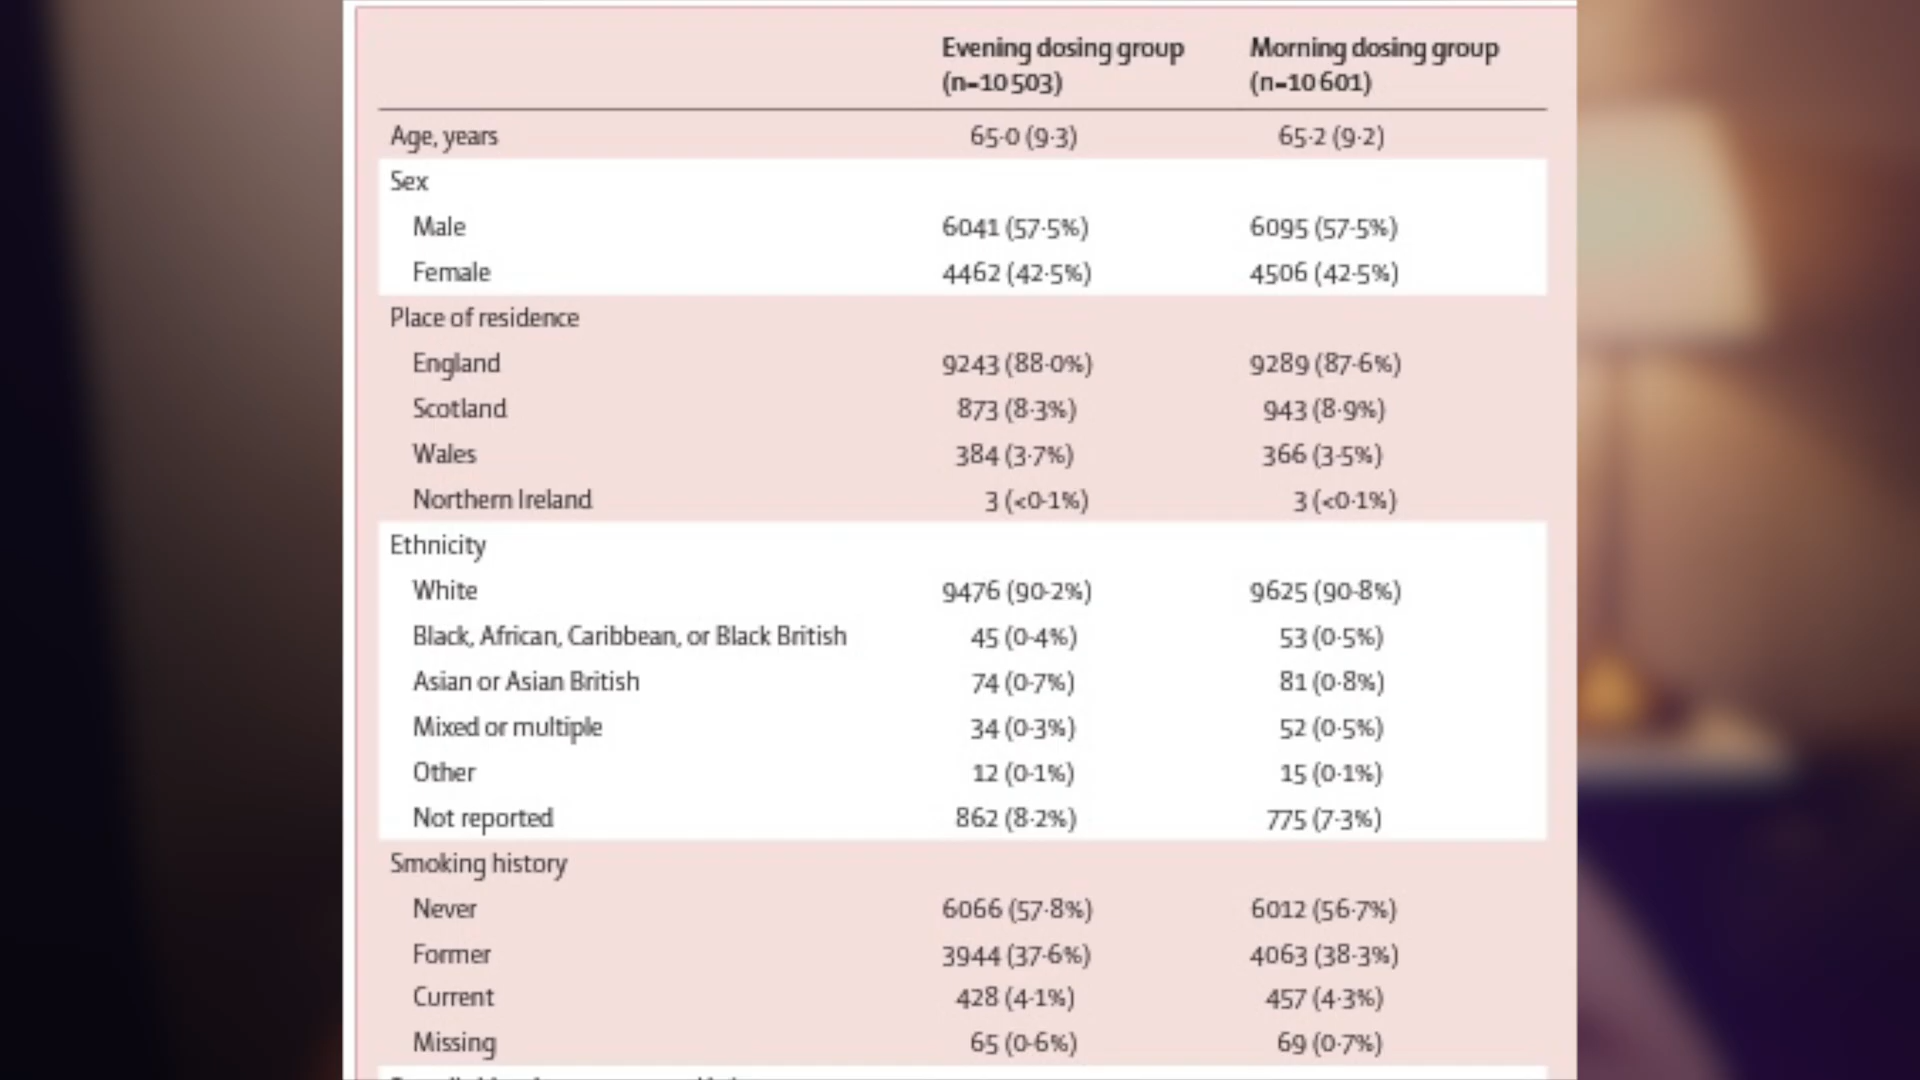 Evening dosing group Morning dosing group
(n=10 503) (n=10 601)
Age, years 65·0 (9·3) 65·2 (9·2)
Sex
Male 6041 (57·5%) 6095 (57·5%)
Female 4462 (42·5%) 4506 (42·5%)
Place of residence
England 9243 (88·0%) 9289 (87·6%)
Scotland 873 (8·3%) 943 (8·9%)
Wales 384 (3·7%) 366 (3·5%)
Northern Ireland 3 (<0·1%) 3 (<0·1%)
Ethnicity
White 9476 (90·2%) 9625 (90·8%)
Black, African, Caribbean, or Black British 45 (0·4%) 53 (0·5%)
Asian or Asian British 74 (0·7%) 81 (0·8%)
Mixed or multiple 34 (0·3%) 52 (0·5%)
Other 12 (0·1%) 15 (0·1%)
Not reported 862 (8·2%) 775 (7·3%)
Smoking history
Never 6066 (57·8%) 6012 (56·7%)
Former 3944 (37·6%) 4063 (38·3%)
Current 428 (4·1%) 457 (4·3%)
Missing 65 (0·6%) 69 (0·7%)